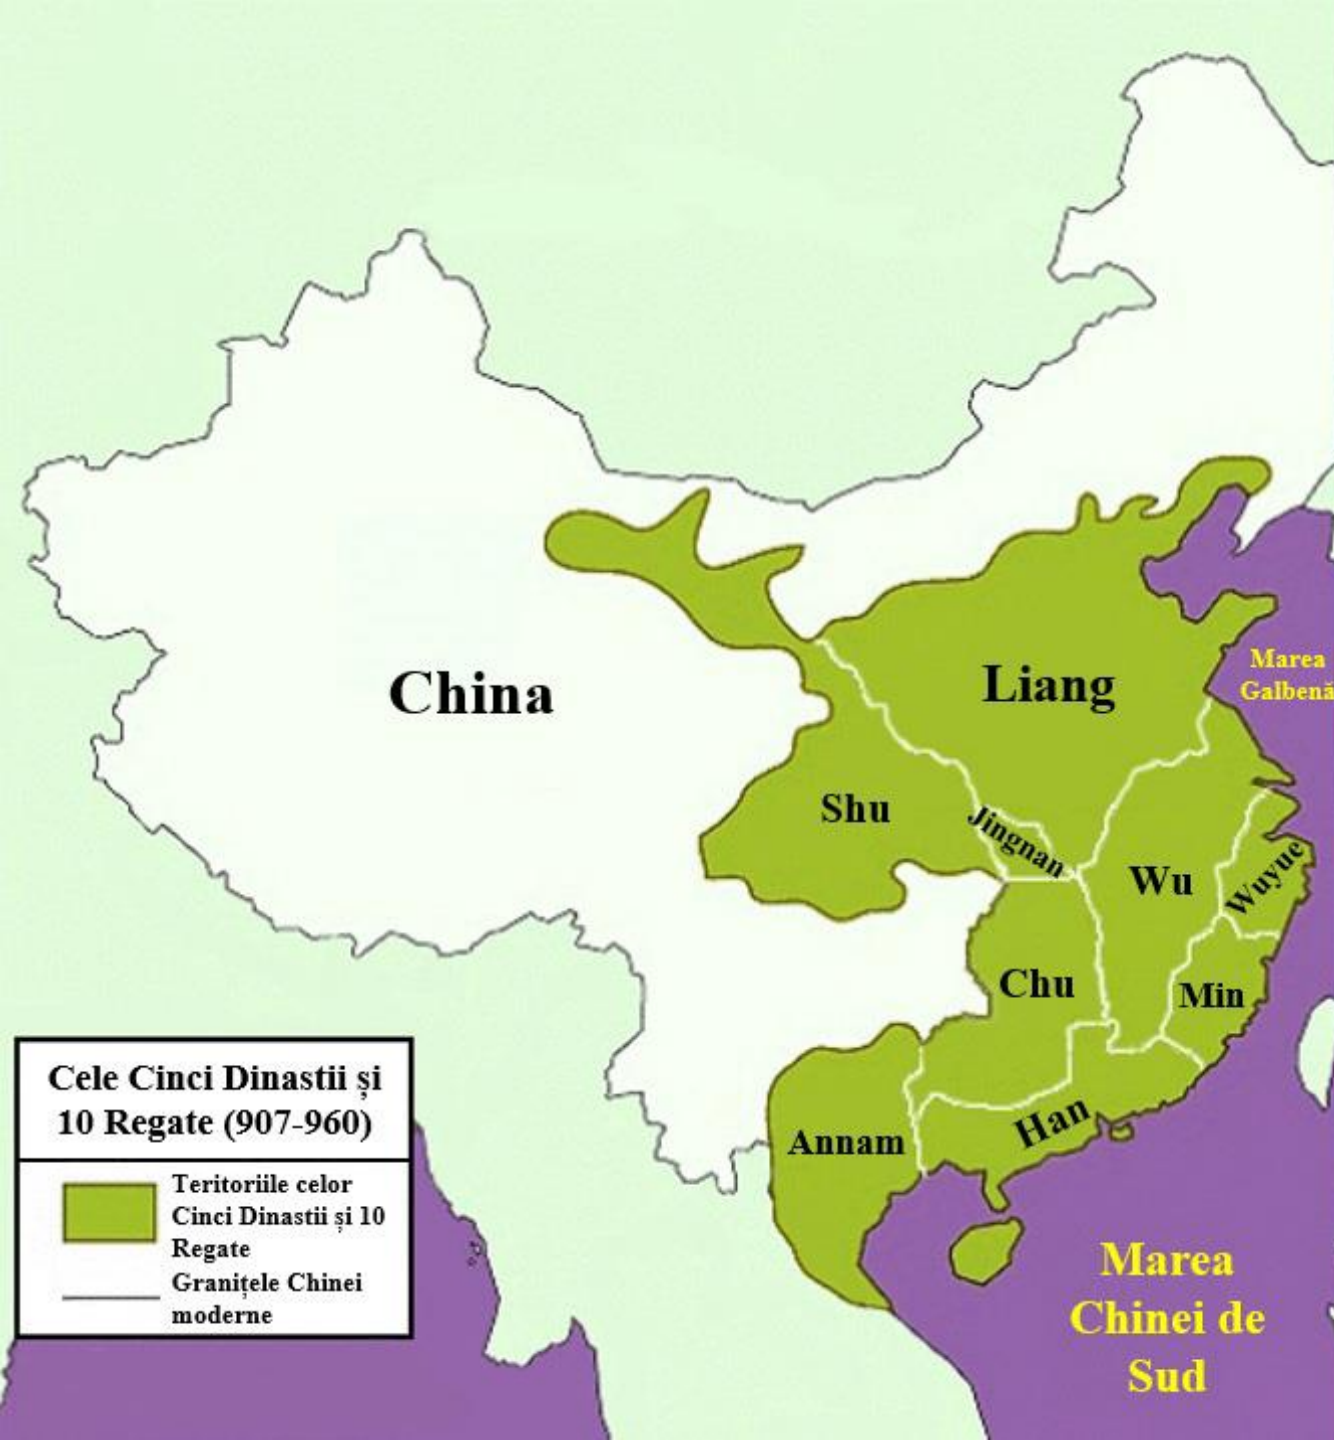 China
Liang
Marea
Galbenă
Shu
Jingnan
Wu
Wuyue
Chu
Min
Han
Annam
Cele Cinci Dinastii și
10 Regate (907-960)
Teritoriile celor
Cinci Dinastii și 10
Regate
Granițele Chinei
moderne
Marea
Chinei de
Sud